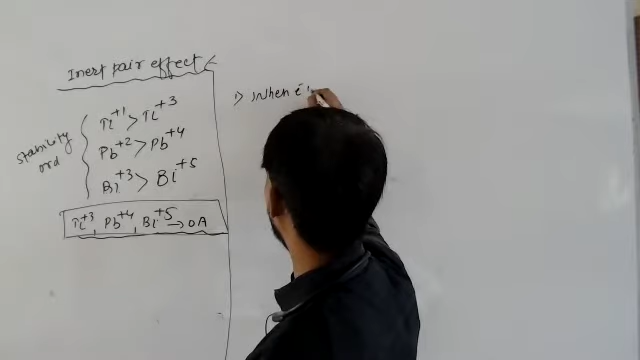 Inert pair effect
Stability ord
Tl+1 > Tl+3
Pb+2 > Pb+4
Bi+3 > Bi+5
Tl+3, Pb+4, Bi+5 → OA
1) When